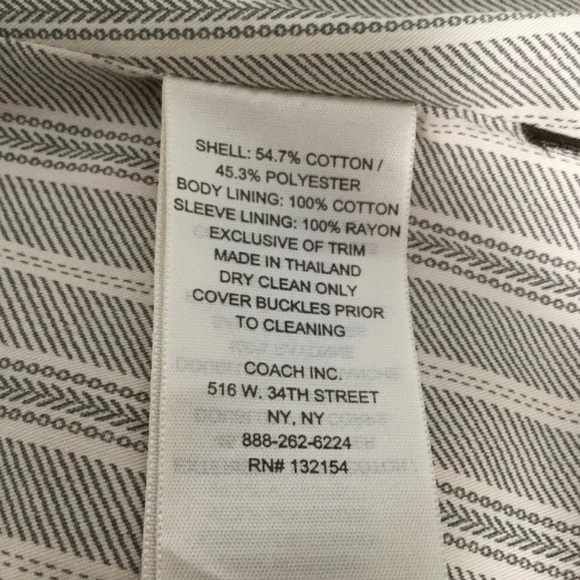 SHELL: 54.7% COTTON /
45.3% POLYESTER
BODY LINING: 100% COTTON
SLEEVE LINING: 100% RAYON
EXCLUSIVE OF TRIM
MADE IN THAILAND
DRY CLEAN ONLY
COVER BUCKLES PRIOR
TO CLEANING
COACH INC.
516 W. 34TH STREET
NY, NY
888-262-6224
RN# 132154